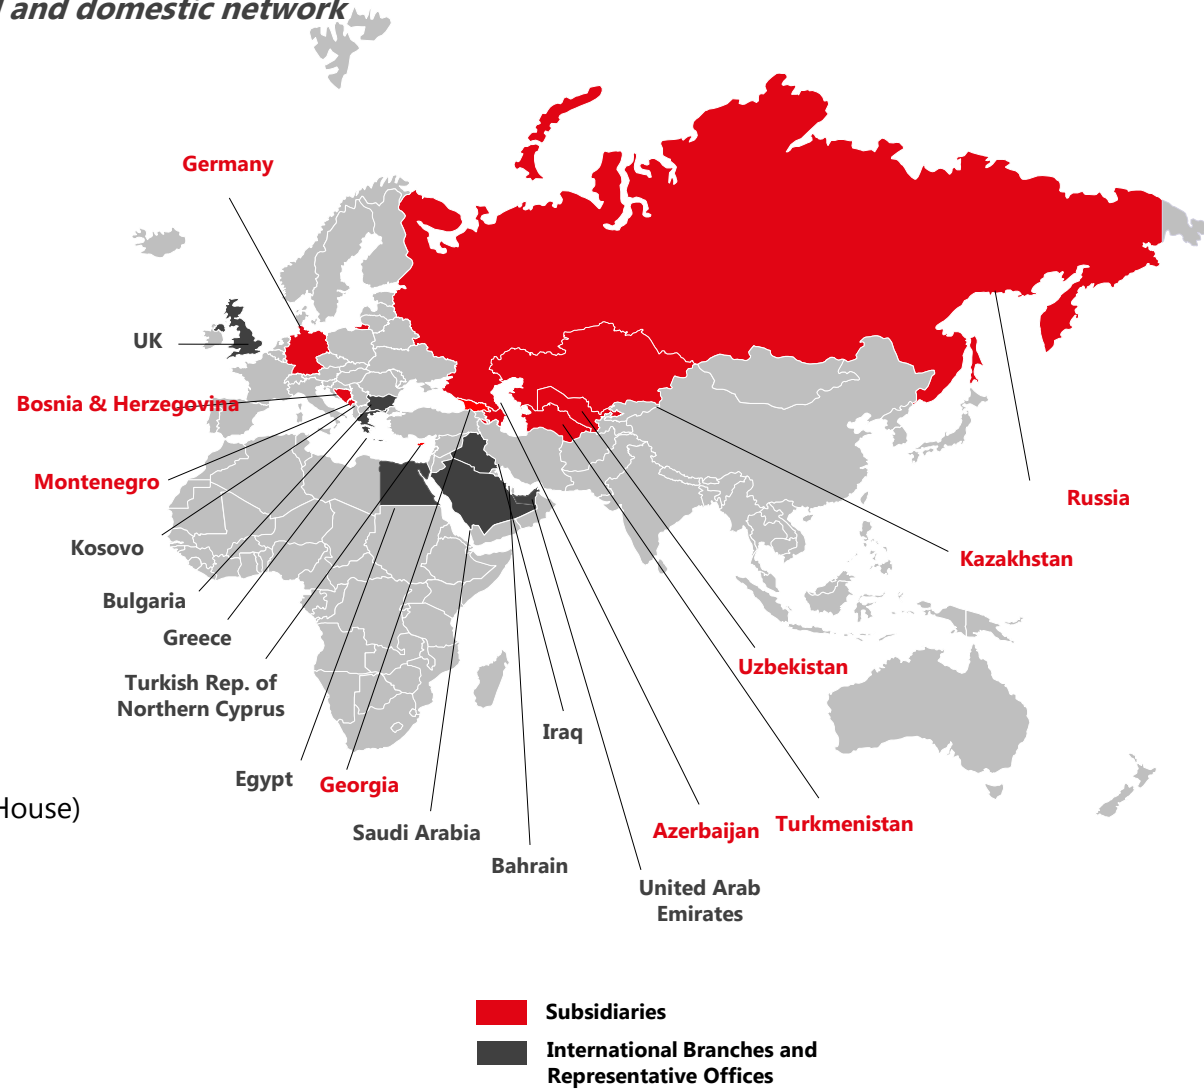 and domestic network
Germany
UK
Bosnia & Herzegovina
Montenegro
Russia
Kosovo
Kazakhstan
Bulgaria
Greece
Uzbekistan
Turkish Rep. of
Northern Cyprus
Iraq
Egypt
Georgia
House)
Saudi Arabia
Azerbaijan
Turkmenistan
Bahrain
United Arab
Emirates
Subsidiaries
International Branches and
Representative Offices